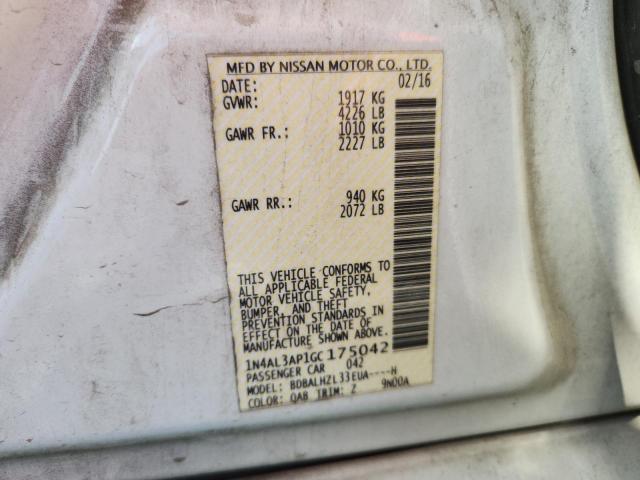 MFD BY NISSAN MOTOR CO., LTD.
DATE: 02/16
GVWR: 1917 KG
4226 LB
GAWR FR.: 1010 KG
2227 LB
GAWR RR.: 940 KG
2072 LB
THIS VEHICLE CONFORMS TO
ALL APPLICABLE FEDERAL
MOTOR VEHICLE SAFETY,
BUMPER, AND THEFT
PREVENTION STANDARDS IN
EFFECT ON THE DATE OF
MANUFACTURE SHOWN ABOVE.
1N4AL3AP1GC175042
PASSENGER CAR 042
MODEL: BDBALHZL33EUA----H
COLOR: QAB TRIM: Z 9N00A